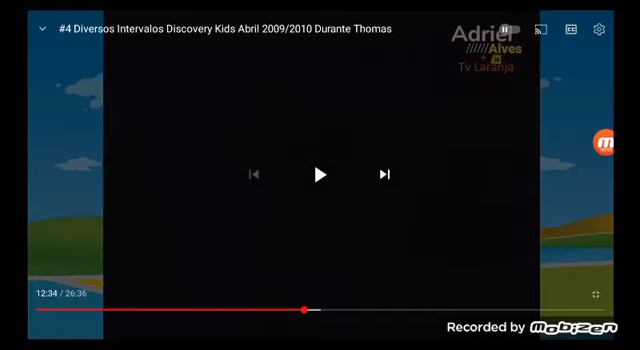 #4 Diversos Intervalos Discovery Kids Abril 2009/2010 Durante Thomas
Adriel
//////Alves
+
Tv Laranja
12:34 / 26:36
Recorded by Mobizen